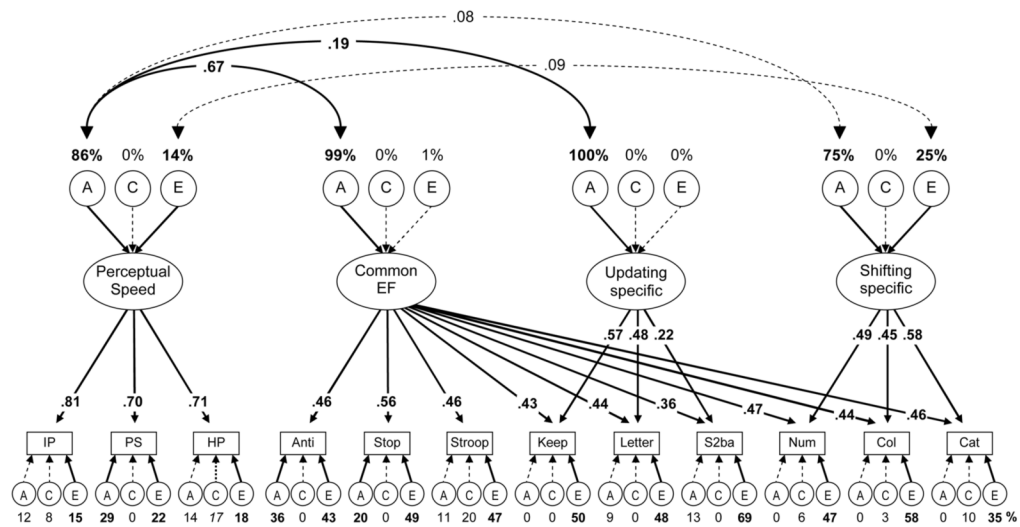 .08
.19
.67
.09
86% 0% 14% 99% 0% 1% 100% 0% 0% 75% 0% 25%
A C E A C E A C E A C E
Perceptual Speed
Common EF
Updating specific
Shifting specific
.57 .48 .22 .49 .45 .58
.81 .70 .71 .46 .56 .46 .43 .44 .36 .47 .44 .46
IP PS HP Anti Stop Stroop Keep Letter S2ba Num Col Cat
A C E A C E A C E A C E A C E A C E A C E A C E A C E A C E A C E A C E
12 8 15 29 0 22 14 17 18 36 0 43 20 0 49 11 20 47 0 0 50 9 0 48 13 0 69 0 6 47 0 3 58 0 10 35 %